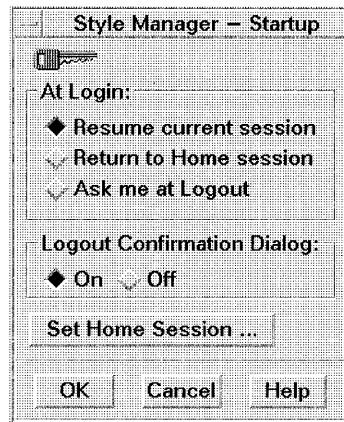 Style Manager – Startup
At Login:
Resume current session
Return to Home session
Ask me at Logout
Logout Confirmation Dialog:
On Off
Set Home Session ...
OK Cancel Help